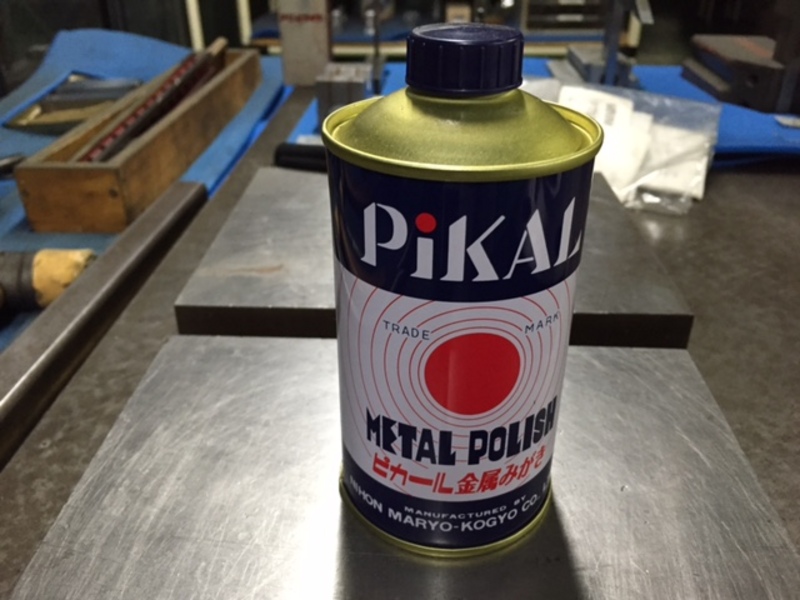 PiKAL
TRADE MARK
METAL POLISH
ピカール 金属みがき
MANUFACTURED BY
NIHON MARYO-KOGYO CO.